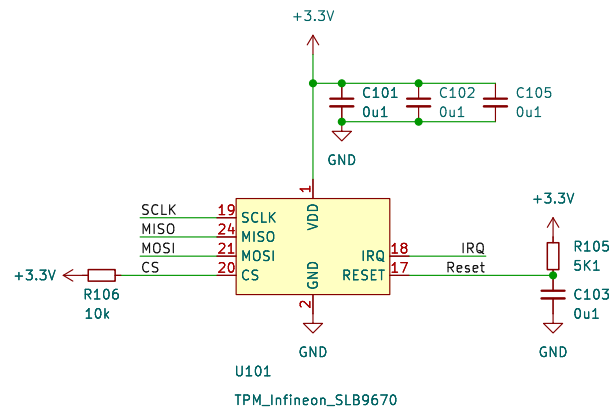 +3.3V
C101
0u1
C102
0u1
C105
0u1
GND
+3.3V
SCLK 19 SCLK
MISO 24 MISO
MOSI 21 MOSI
CS 20 CS
1
VDD
GND
2
IRQ 18 IRQ
RESET 17 Reset
+3.3V
R106
10k
R105
5K1
C103
0u1
GND
GND
U101
TPM_Infineon_SLB9670